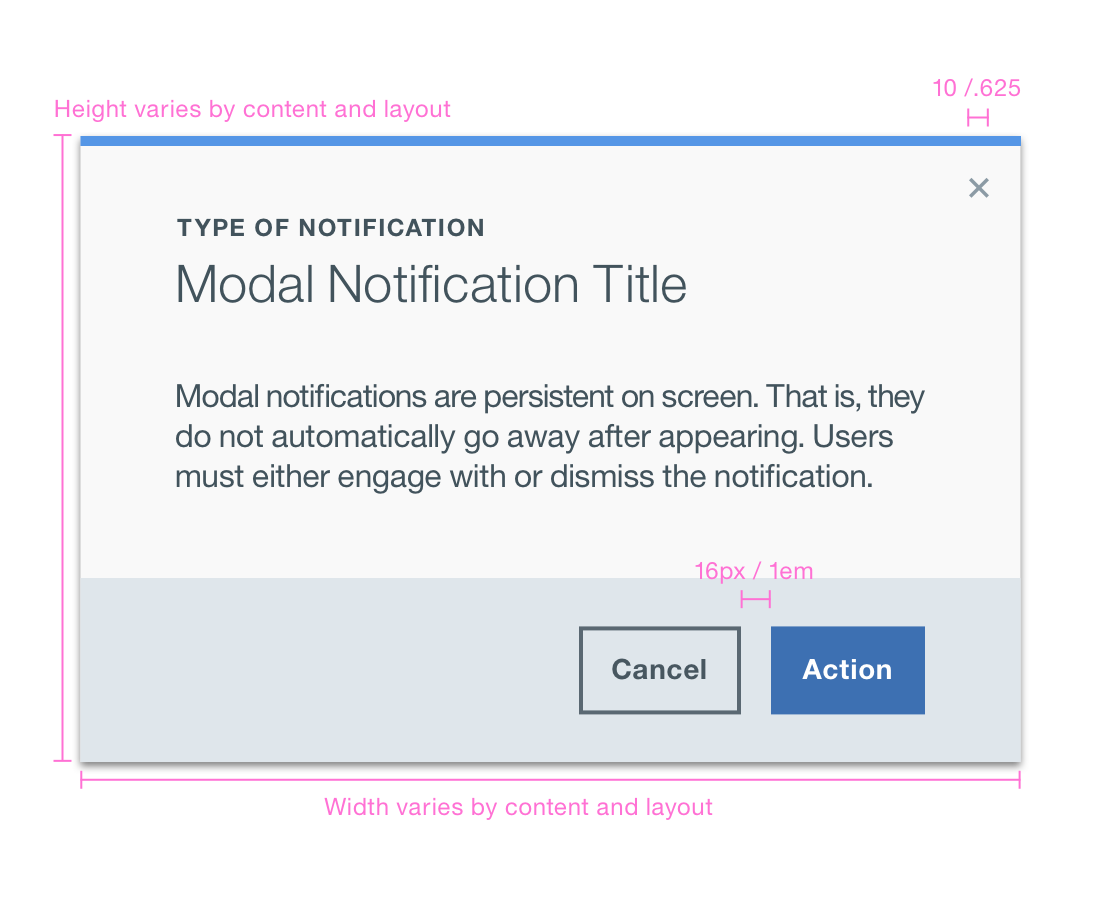 10 /.625
Height varies by content and layout
TYPE OF NOTIFICATION
Modal Notification Title
Modal notifications are persistent on screen. That is, they
do not automatically go away after appearing. Users
must either engage with or dismiss the notification.
16px / 1em
Cancel
Action
Width varies by content and layout